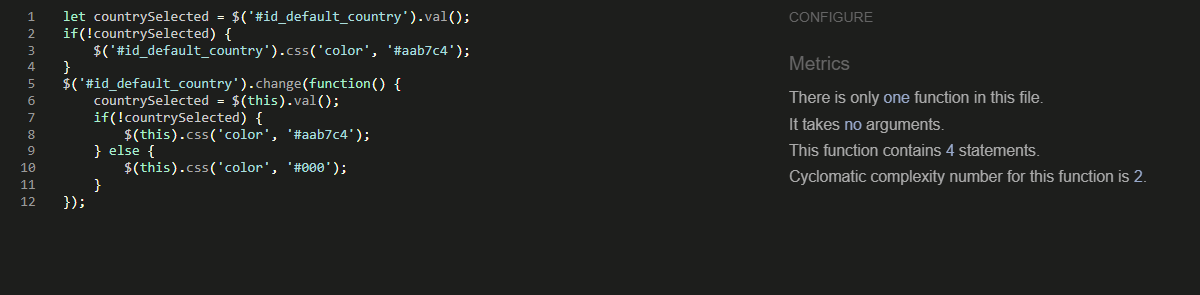 1 let countrySelected = $('#id_default_country').val();
2 if(!countrySelected) {
3 $('#id_default_country').css('color', '#aab7c4');
4 }
5 $('#id_default_country').change(function() {
6 countrySelected = $(this).val();
7 if(!countrySelected) {
8 $(this).css('color', '#aab7c4');
9 } else {
10 $(this).css('color', '#000');
11 }
12 });
CONFIGURE
Metrics
There is only one function in this file.
It takes no arguments.
This function contains 4 statements.
Cyclomatic complexity number for this function is 2.